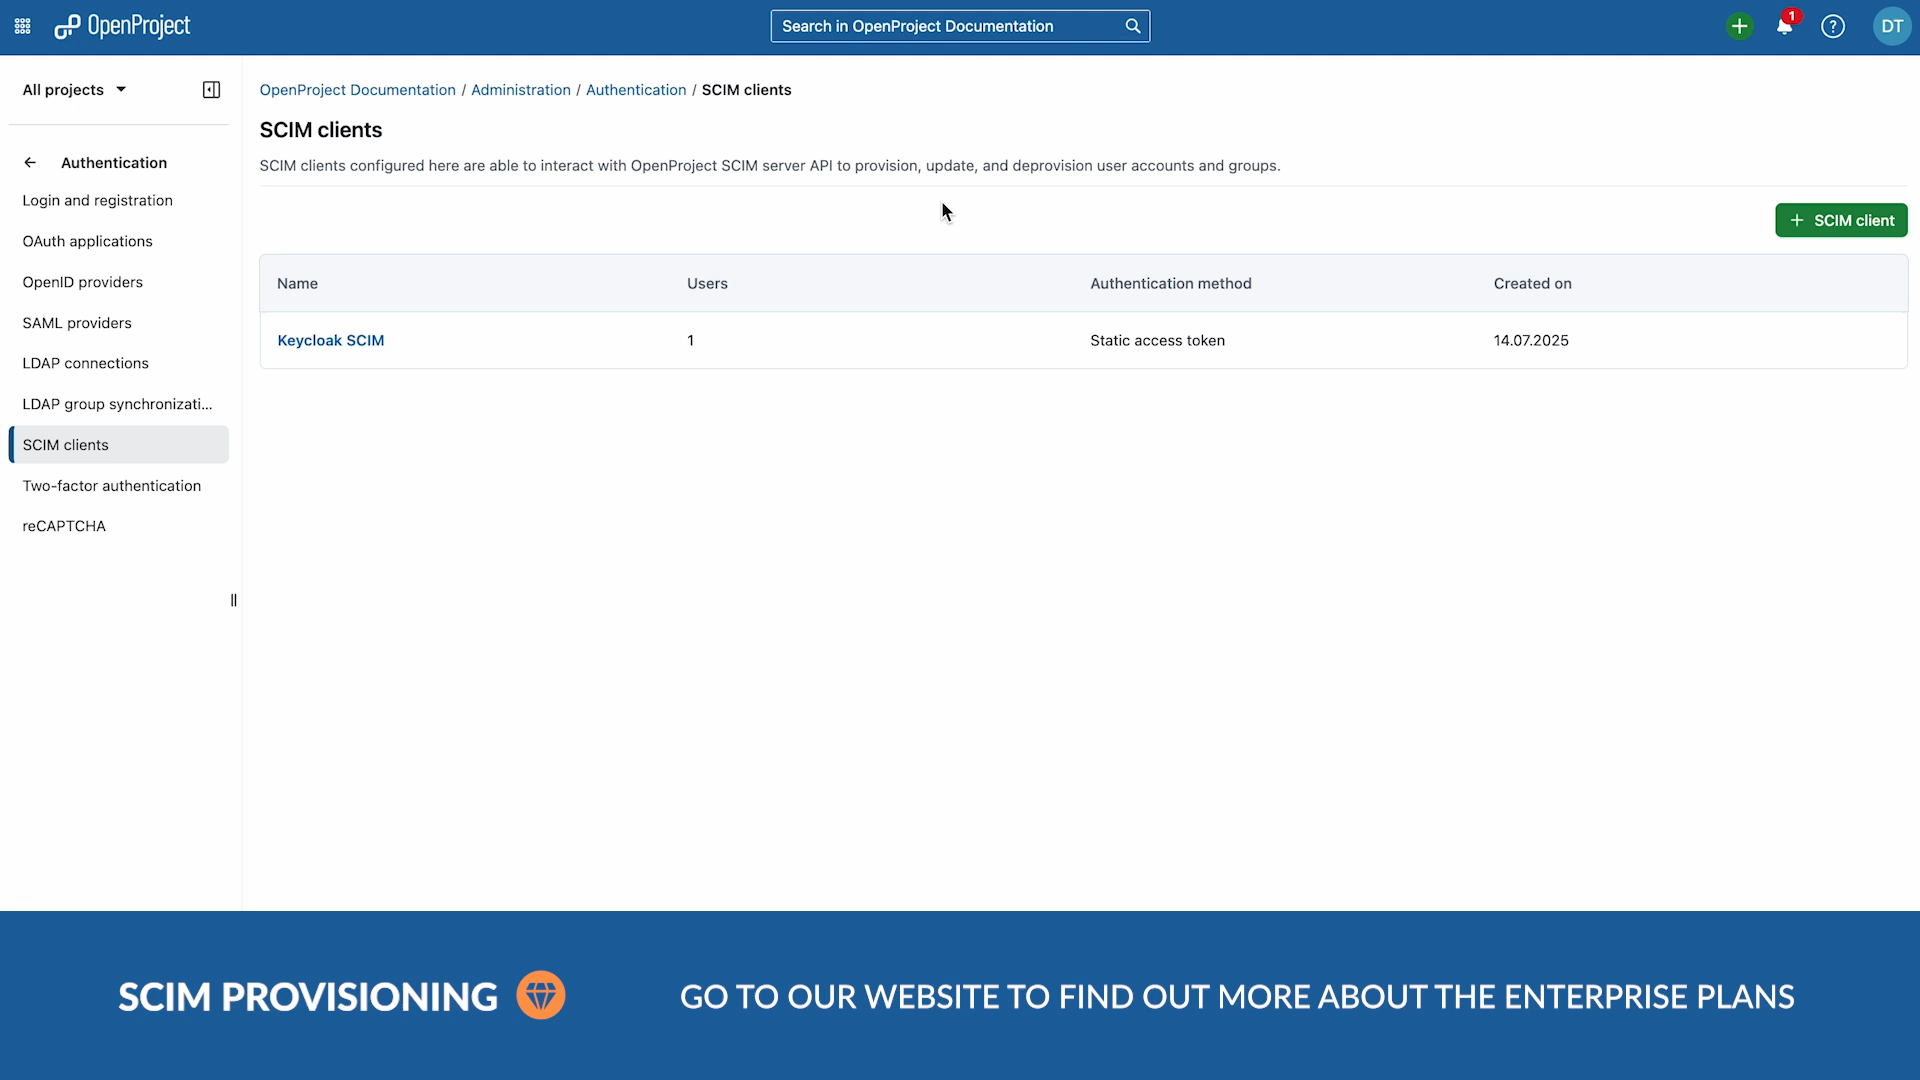 OpenProject
Search in OpenProject Documentation
1
DT
All projects
OpenProject Documentation / Administration / Authentication / SCIM clients
SCIM clients
SCIM clients configured here are able to interact with OpenProject SCIM server API to provision, update, and deprovision user accounts and groups.
Authentication
Login and registration
OAuth applications
OpenID providers
SAML providers
LDAP connections
LDAP group synchronizati...
SCIM clients
Two-factor authentication
reCAPTCHA
+ SCIM client
Name Users Authentication method Created on
Keycloak SCIM 1 Static access token 14.07.2025
SCIM PROVISIONING
GO TO OUR WEBSITE TO FIND OUT MORE ABOUT THE ENTERPRISE PLANS